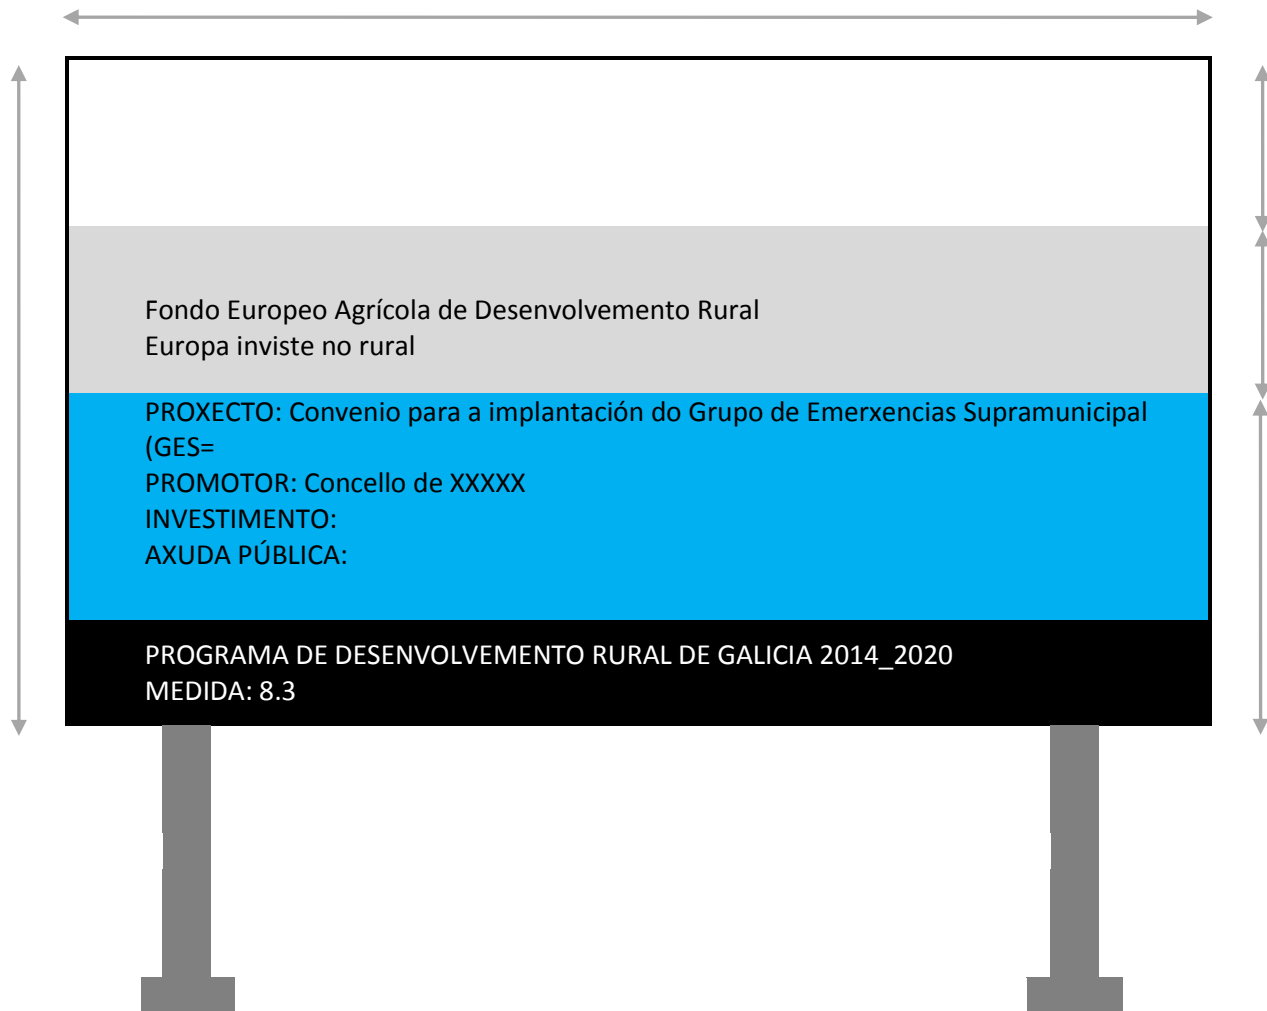 Fondo Europeo Agrícola de Desenvolvemento Rural
Europa inviste no rural
PROXECTO: Convenio para a implantación do Grupo de Emerxencias Supramunicipal
(GES=
PROMOTOR: Concello de XXXXX
INVESTIMENTO:
AXUDA PÚBLICA:
PROGRAMA DE DESENVOLVEMENTO RURAL DE GALICIA 2014_2020
MEDIDA: 8.3